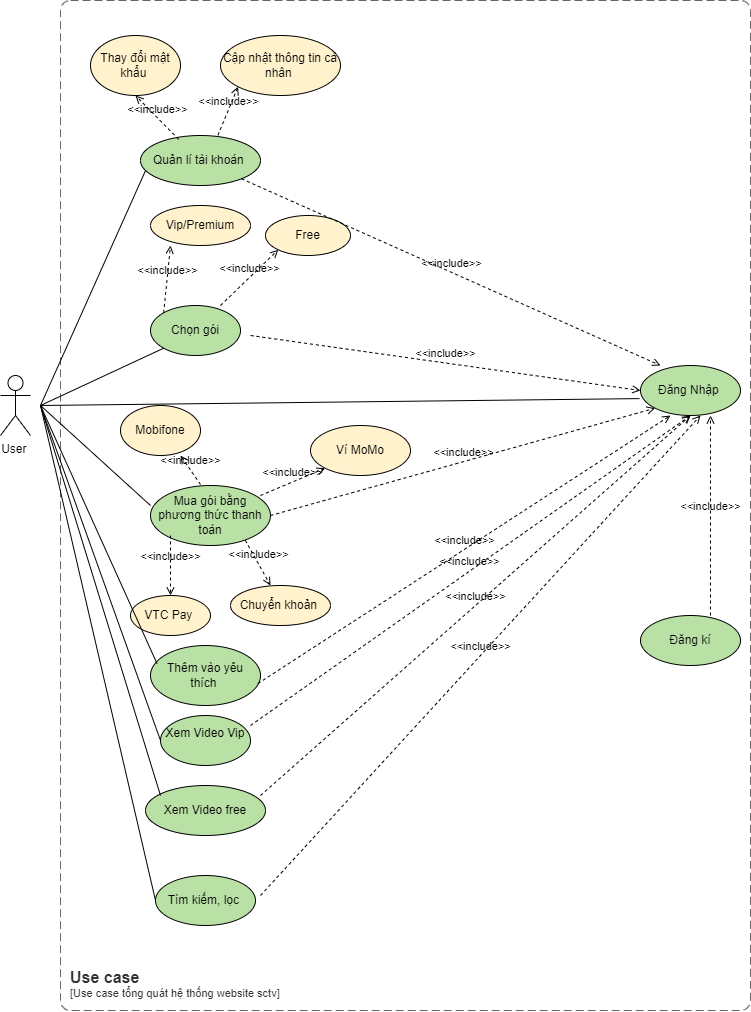 Thay đổi mật
khẩu
Cập nhật thông tin cá
nhân
<<include>>
<<include>>
Quản lí tài khoán
Vip/Premium
Free
<<include>>
<<include>>
<<include>>
Chọn gói
<<include>>
Đăng Nhập
User
Mobifone
Ví MoMo
<<include>>
<<include>>
<<include>>
Mua gói bằng
phương thức thanh
toán
<<include>>
<<include>>
<<include>>
<<include>>
<<include>>
<<include>>
VTC Pay
Chuyển khoản
Đăng kí
<<include>>
Thêm vào yêu
thích
Xem Video Vip
Xem Video free
Tìm kiếm, lọc
Use case
[Use case tổng quát hệ thống website sctv]